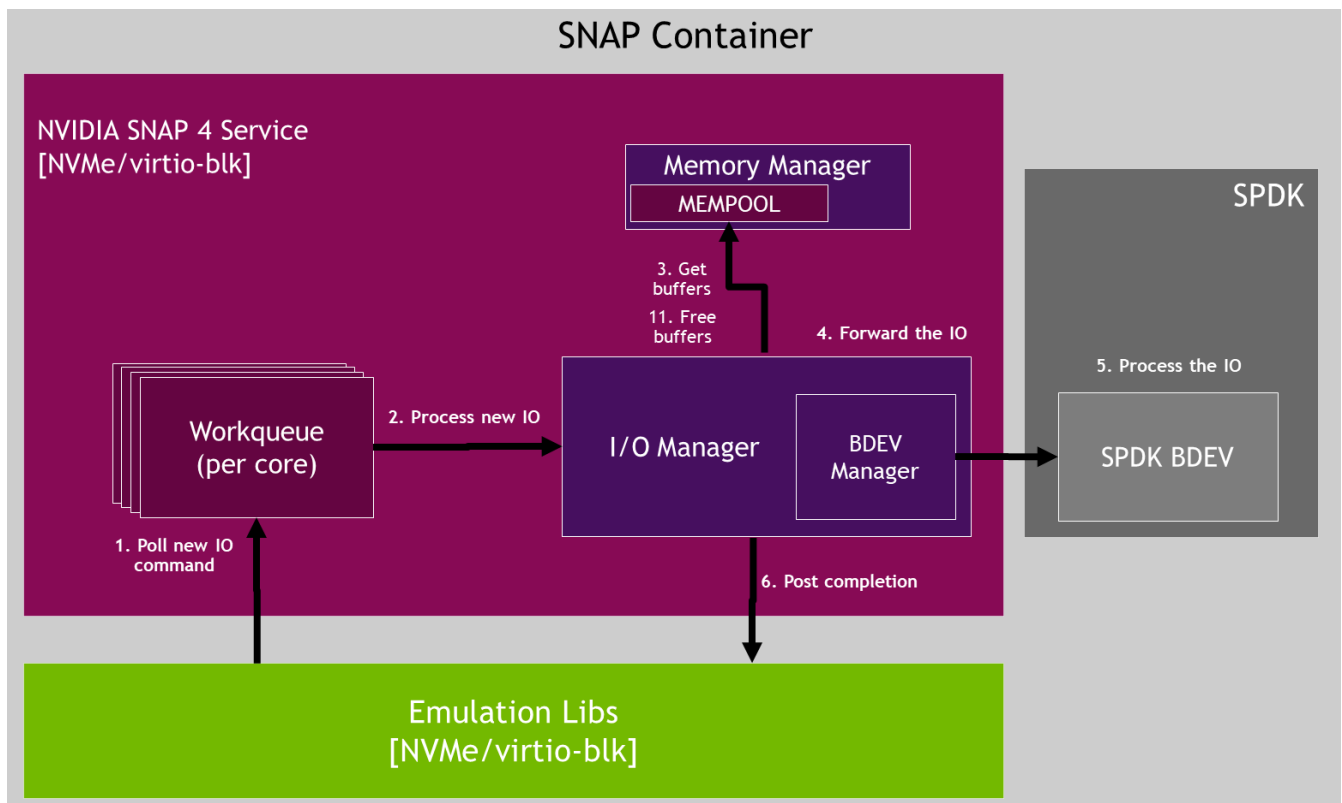 SNAP Container
NVIDIA SNAP 4 Service
[NVMe/virtio-blk]
Memory Manager
MEMPOOL
SPDK
3. Get
buffers
11. Free
buffers
4. Forward the IO
5. Process the IO
Workqueue
(per core)
2. Process new IO
I/O Manager
BDEV
Manager
SPDK BDEV
1. Poll new IO
command
6. Post completion
Emulation Libs
[NVMe/virtio-blk]